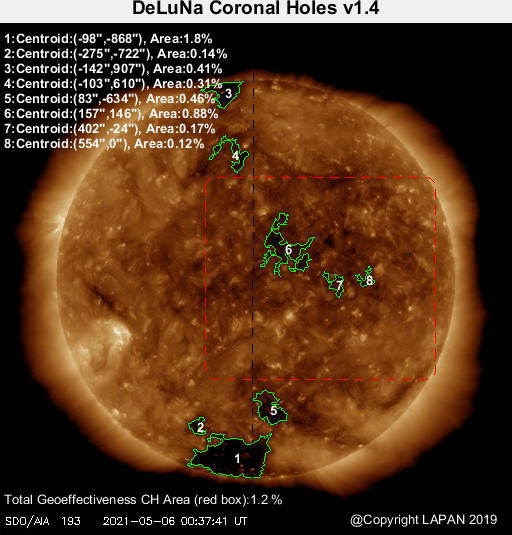 DeLuNa Coronal Holes v1.4
1:Centroid:(-98",-868"), Area:1.8%
2:Centroid:(-275",-722"), Area:0.14%
3:Centroid:(-142",907"), Area:0.41%
4:Centroid:(-103",610"), Area:0.31%
5:Centroid:(83",-634"), Area:0.46%
6:Centroid:(157",146"), Area:0.88%
7:Centroid:(402",-24"), Area:0.17%
8:Centroid:(554",0"), Area:0.12%
3
4
6
7
8
5
2
1
Total Geoeffectiveness CH Area (red box):1.2 %
SDO/AIA 193 2021-05-06 00:37:41 UT
@Copyright LAPAN 2019